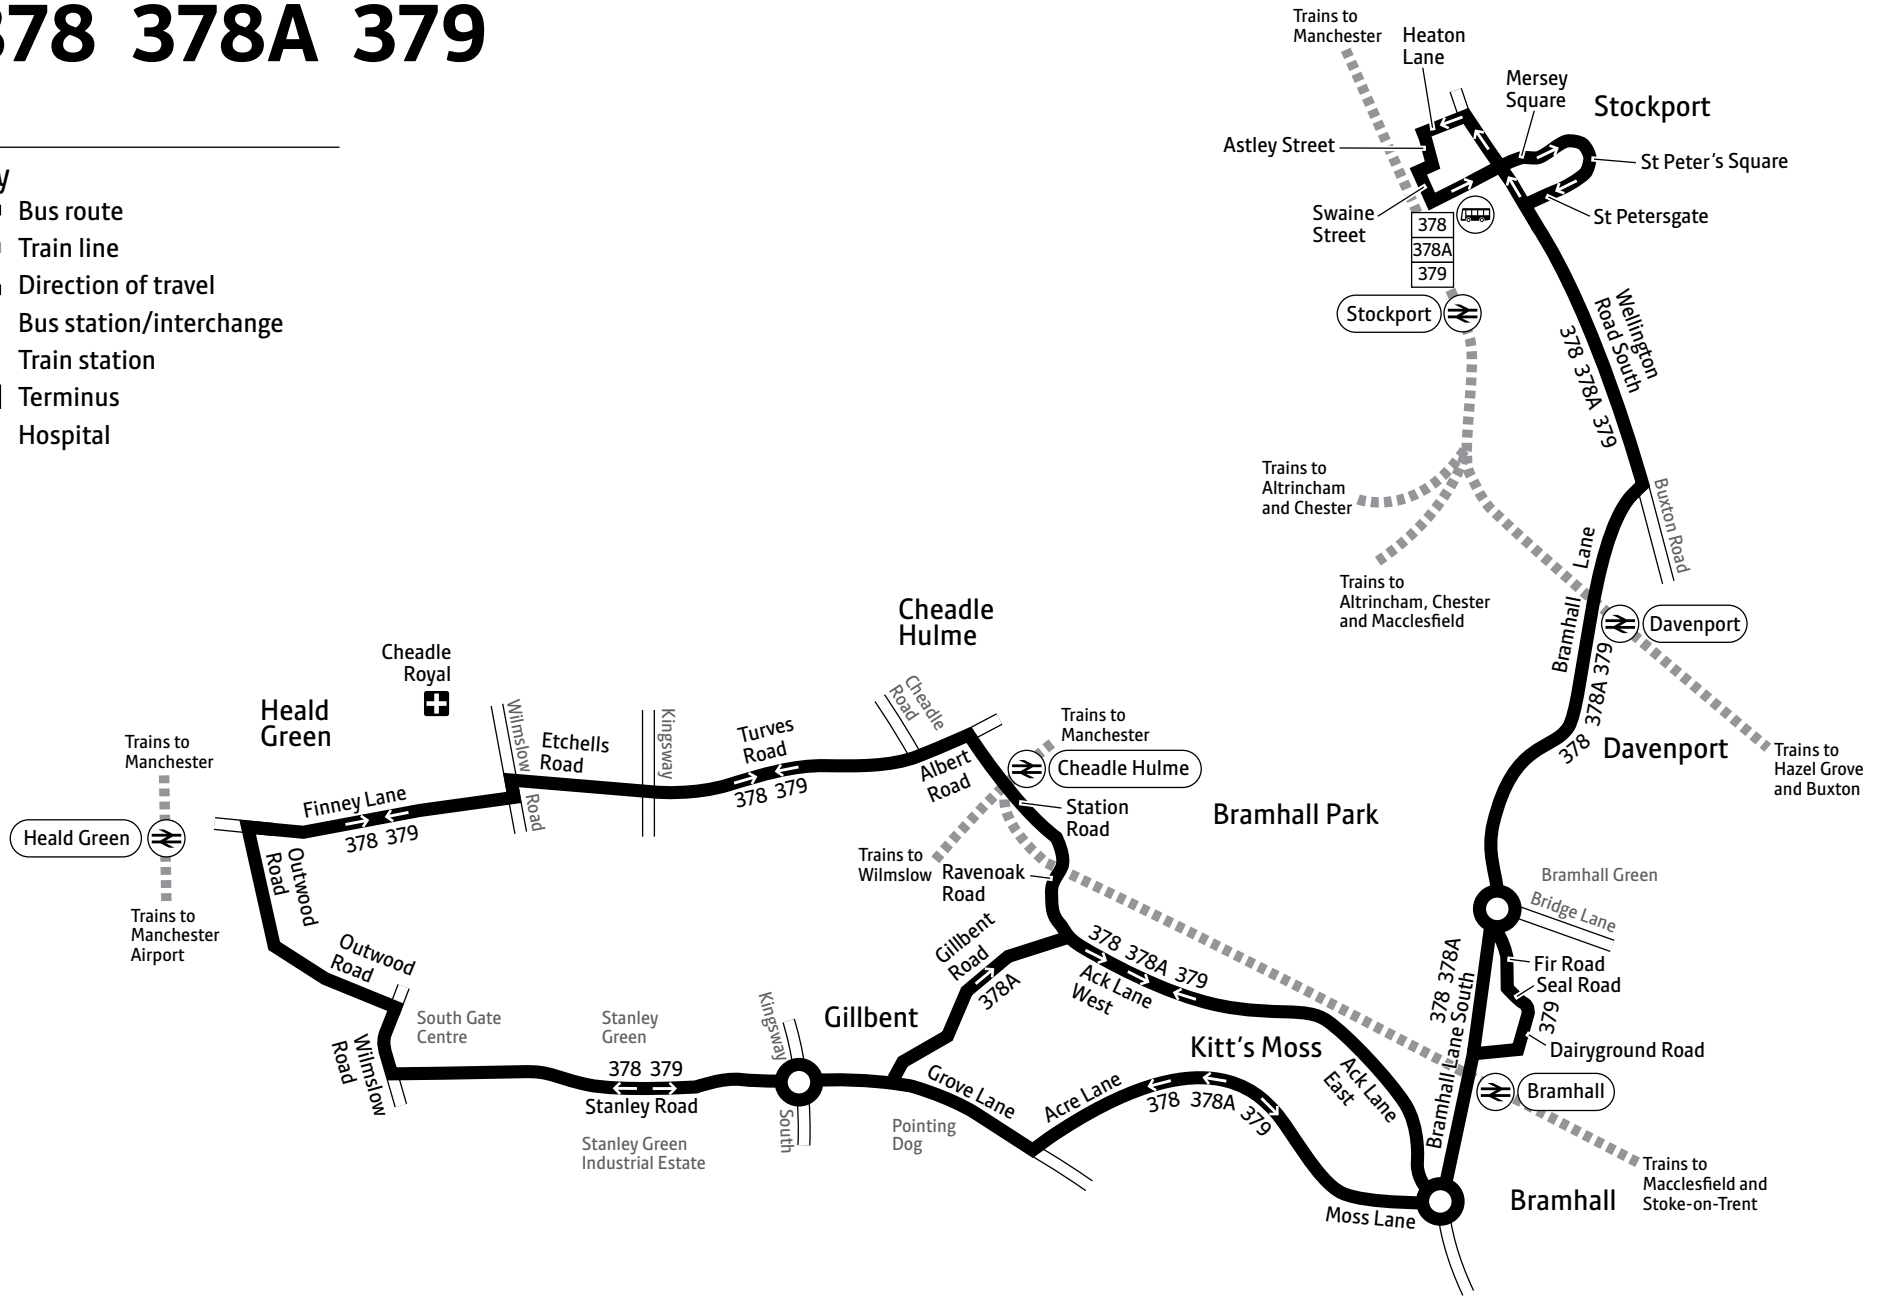 378 378A 379
y
Bus route
Train line
Direction of travel
Bus station/interchange
Train station
Terminus
Hospital
Trains to
Manchester
Heaton
Lane
Mersey
Square
Stockport
Astley Street
St Peter's Square
Swaine
Street
St Petersgate
378
378A
379
Stockport
Wellington
Road South
378 378A 379
Trains to
Altrincham
and Chester
Buxton Road
Trains to
Altrincham, Chester
and Macclesfield
Bramhall Lane
Davenport
378 378A 379
Davenport
Trains to
Hazel Grove
and Buxton
Cheadle
Hulme
Cheadle
Royal
Heald
Green
Trains to
Manchester
Wilmslow
Road
Etchells
Road
Kingsway
Turves
Road
378 379
Cheadle
Road
Albert
Road
Trains to
Manchester
Cheadle Hulme
Station
Road
Bramhall Park
Finney Lane
378 379
Heald Green
Outwood
Road
Trains to
Manchester
Airport
Outwood
Road
Trains to
Wilmslow
Ravenoak
Road
Bramhall Green
Bridge Lane
Gillbent
Road
378A
378 378A 379
Ack Lane
West
378 378A
Bramhall Lane South
Fir Road
Seal Road
379
Dairyground Road
South Gate
Centre
Stanley
Green
Kingsway
South
Gillbent
Kitt's Moss
Ack Lane
East
Wilmslow
Road
378 379
Stanley Road
Stanley Green
Industrial Estate
Grove Lane
Pointing
Dog
Acre Lane
378 378A 379
Bramhall
Trains to
Macclesfield and
Stoke-on-Trent
Bramhall
Moss Lane